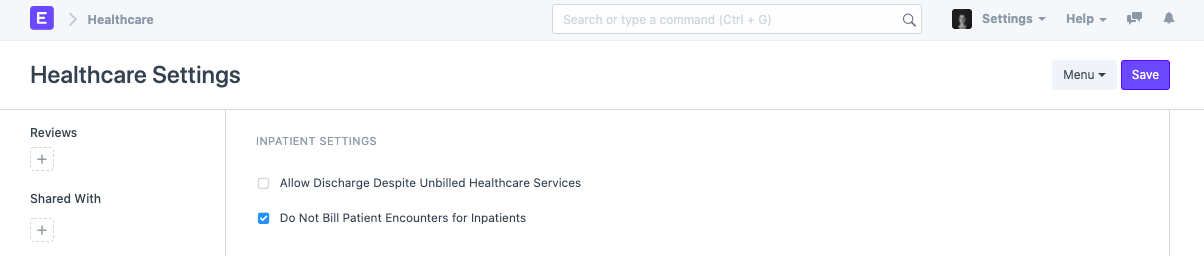 E
Healthcare
Search or type a command (Ctrl + G)
Settings
Help
Healthcare Settings
Menu
Save
Reviews
+
Shared With
+
INPATIENT SETTINGS
Allow Discharge Despite Unbilled Healthcare Services
Do Not Bill Patient Encounters for Inpatients